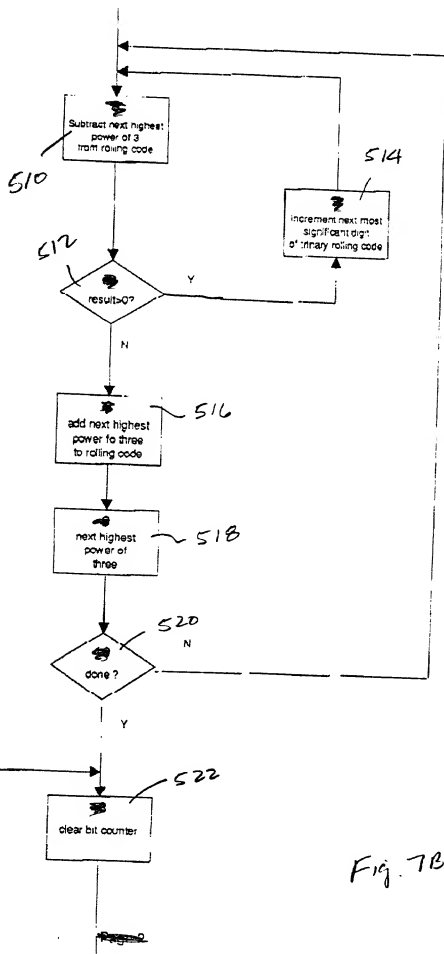 Subtract next highest
power of 3
from rolling code
510
514
increment next most
significant digit
of trinary rolling code
512
result>0?
Y
N
516
add next highest
power fo three
to rolling code
518
next highest
power of
three
520
N
done ?
Y
522
clear bit counter
Fig. 7B